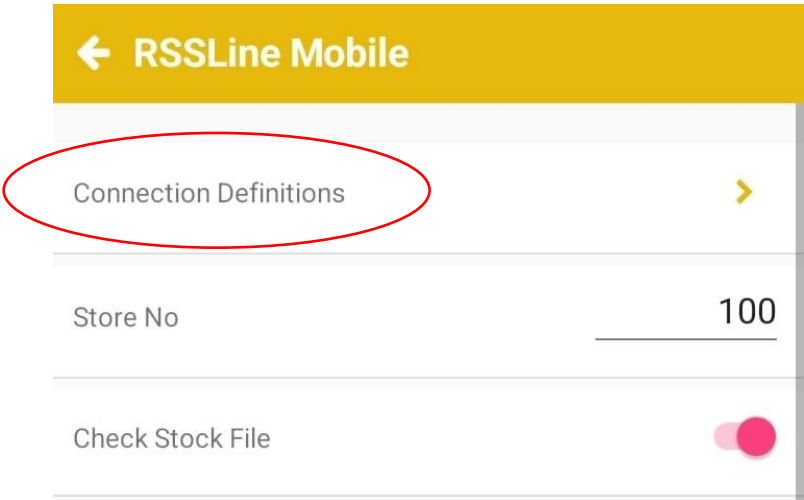 RSSLine Mobile
Connection Definitions
Store No
100
Check Stock File